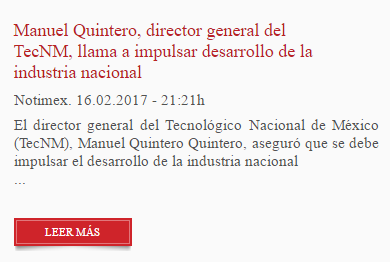 Manuel Quintero, director general del
TecNM, llama a impulsar desarrollo de la
industria nacional
Notimex. 16.02.2017 - 21:21h
El director general del Tecnológico Nacional de México
(TecNM), Manuel Quintero Quintero, aseguró que se debe
impulsar el desarrollo de la industria nacional
...
LEER MÁS